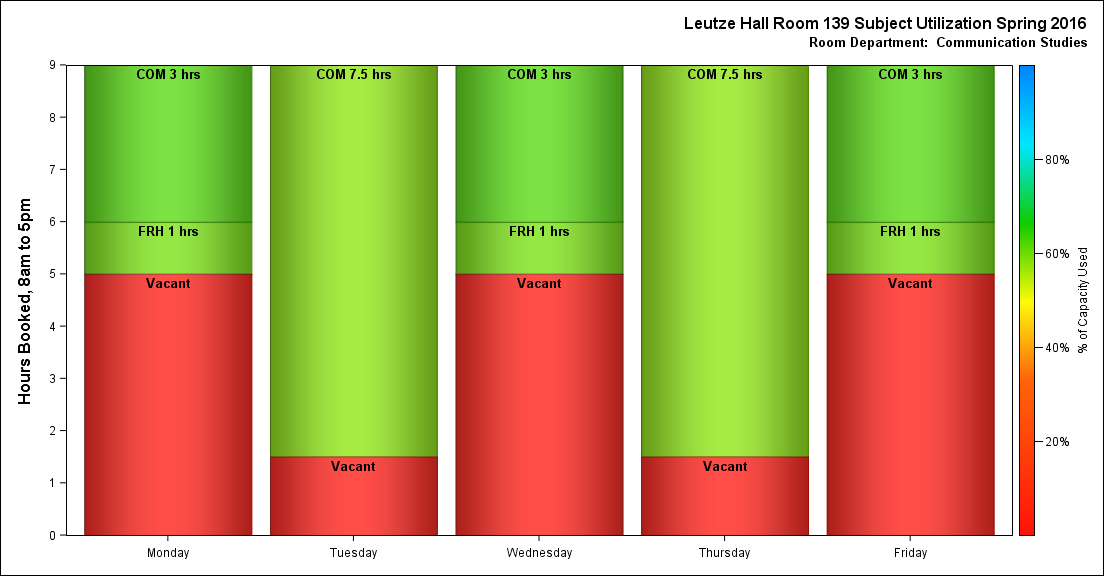 Leutze Hall Room 139 Subject Utilization Spring 2016
Room Department:  Communication Studies
Hours Booked, 8am to 5pm
9
8
7
6
5
4
3
2
1
0
COM 3 hrs
FRH 1 hrs
Vacant
COM 7.5 hrs
Vacant
COM 3 hrs
FRH 1 hrs
Vacant
COM 7.5 hrs
Vacant
COM 3 hrs
FRH 1 hrs
Vacant
Monday
Tuesday
Wednesday
Thursday
Friday
80%
60%
40%
20%
% of Capacity Used